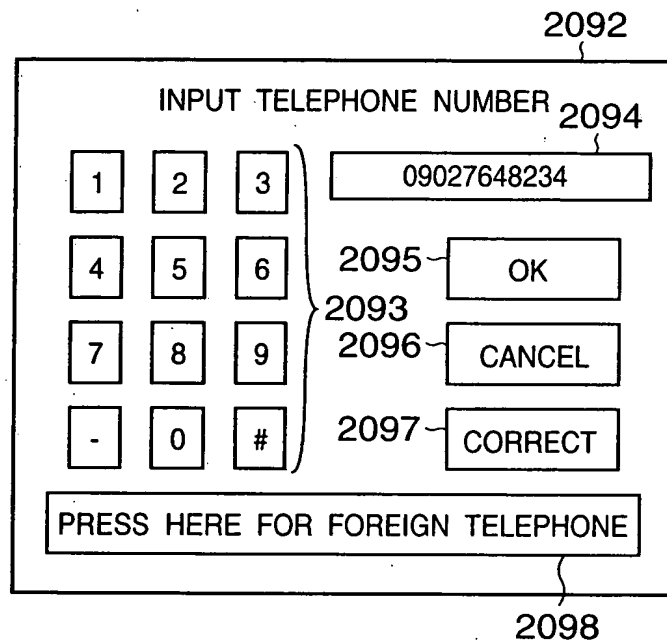 2092
INPUT TELEPHONE NUMBER
2094
1 2 3
09027648234
4 5 6
2095
OK
2093
7 8 9
2096
CANCEL
- 0 #
2097
CORRECT
PRESS HERE FOR FOREIGN TELEPHONE
2098